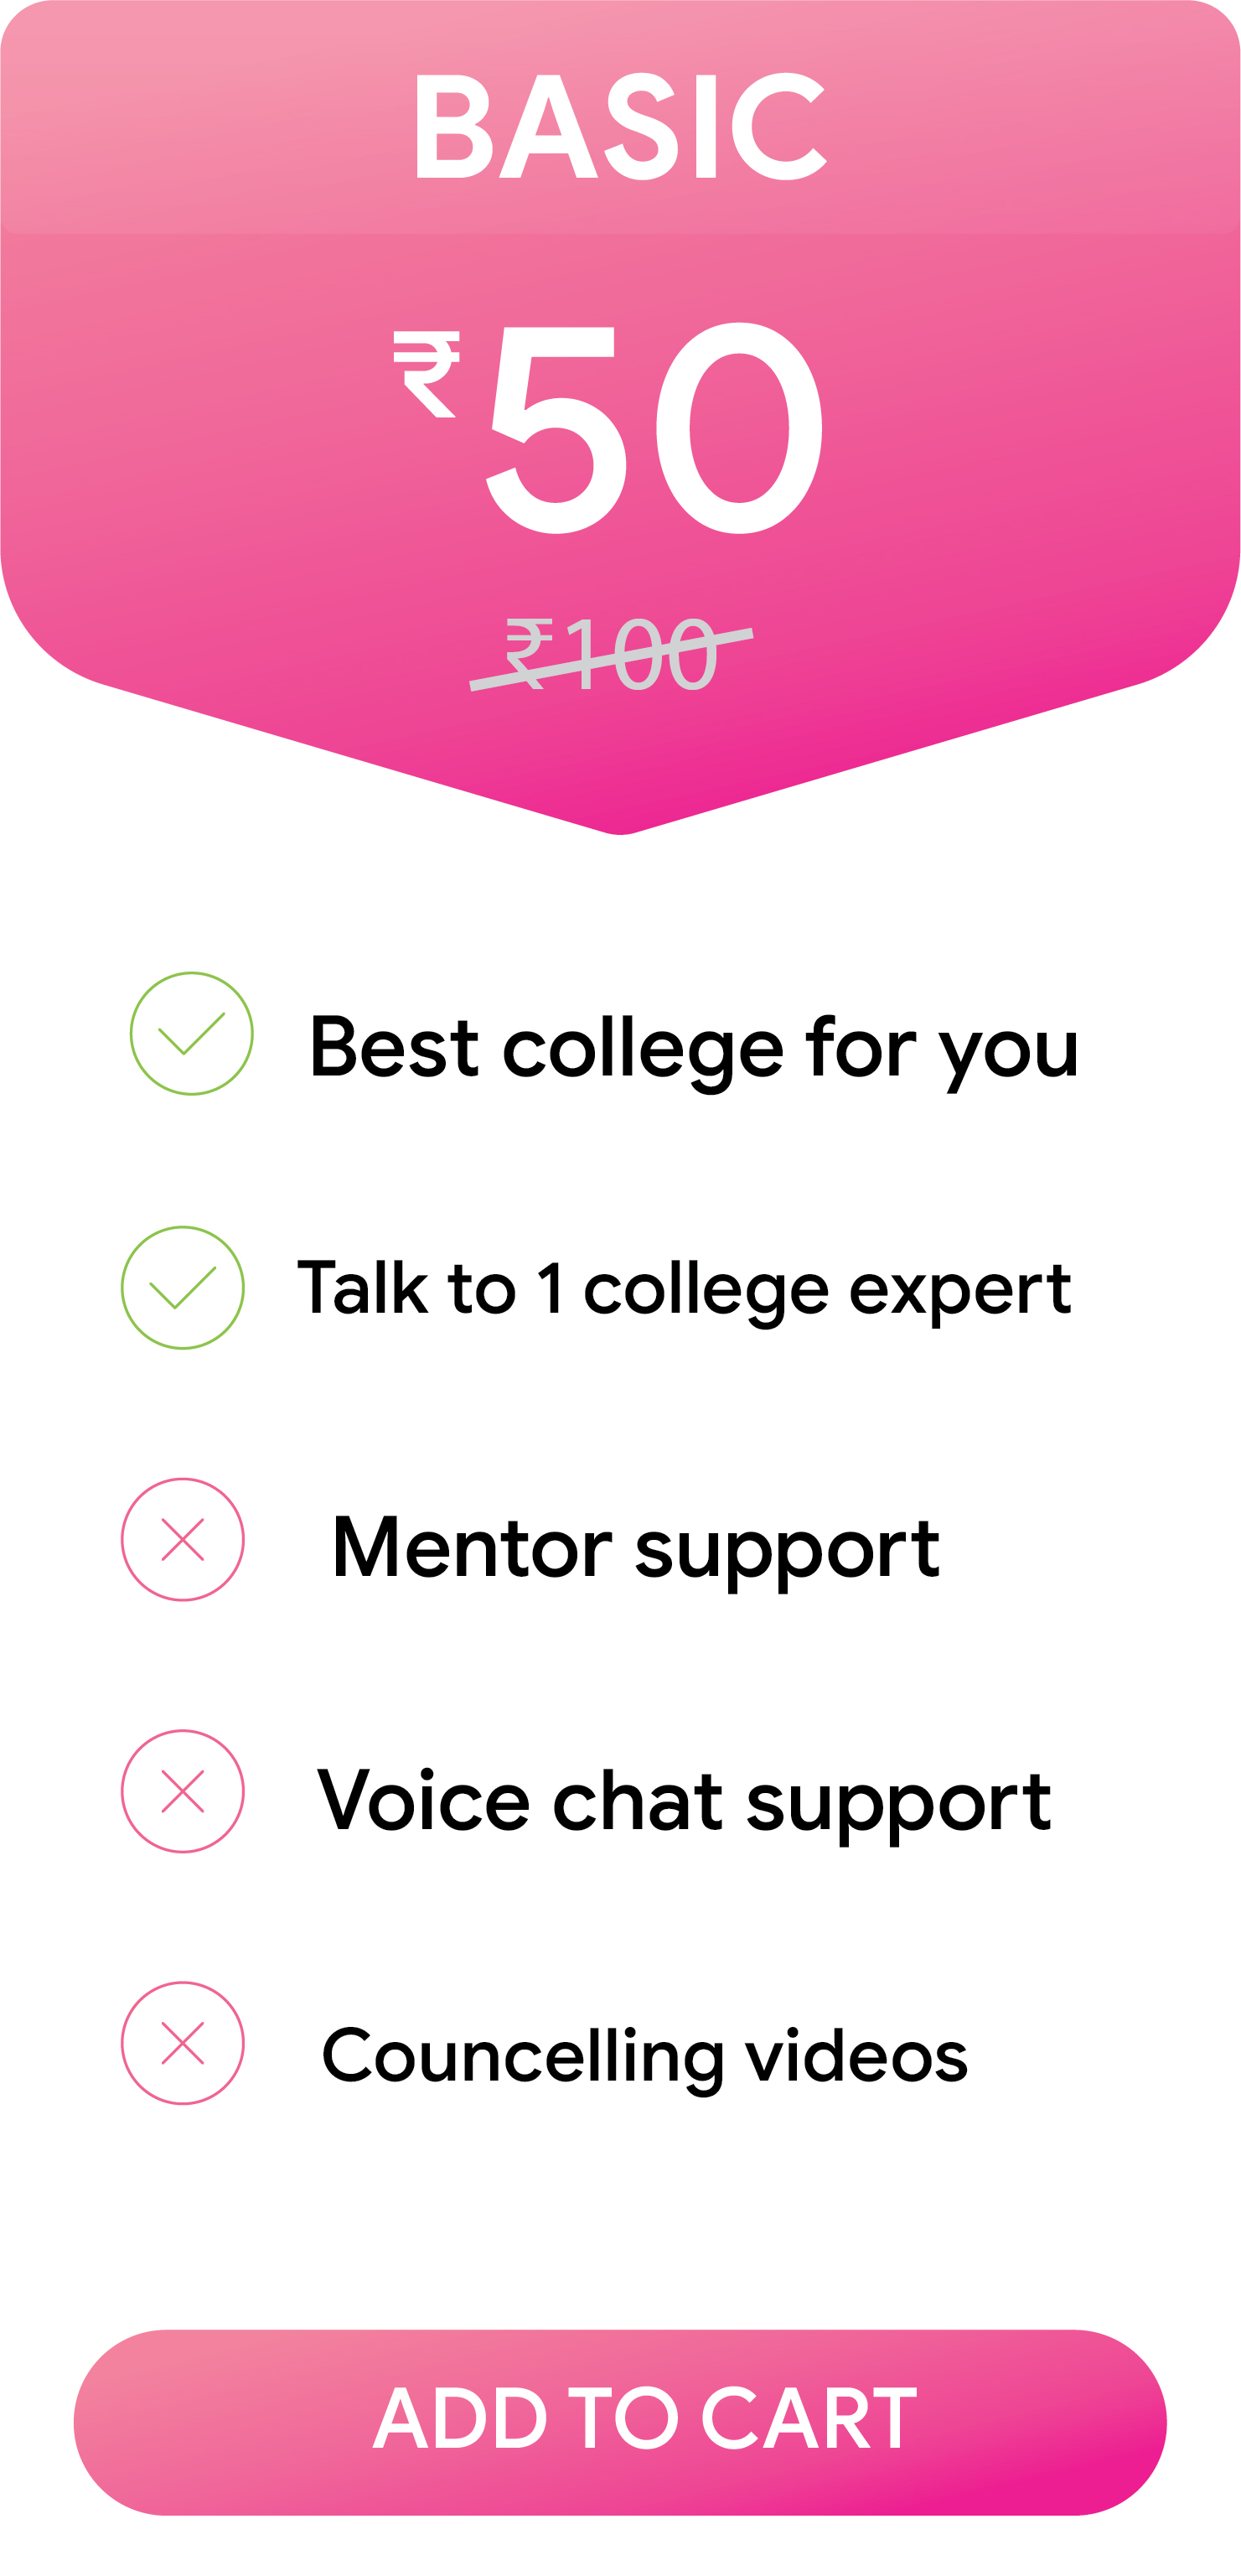 BASIC
₹50
₹100
Best college for you
Talk to 1 college expert
Mentor support
Voice chat support
Councelling videos
ADD TO CART